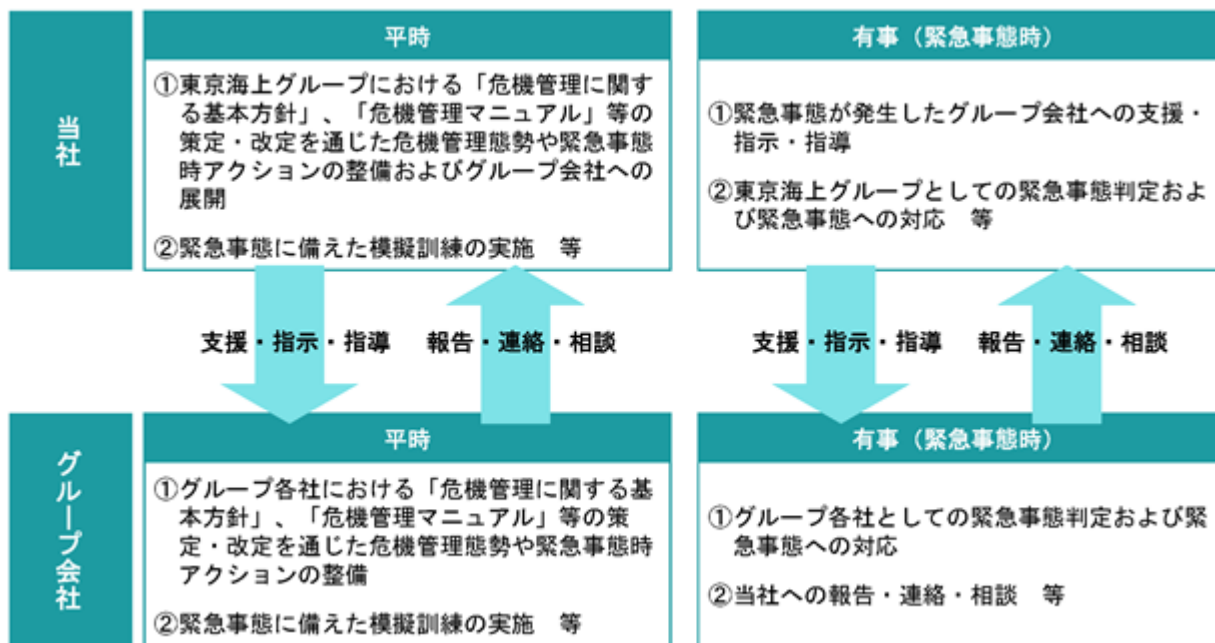 当社
平時
①東京海上グループにおける「危機管理に関す
る基本方針」、「危機管理マニュアル」等の
策定・改定を通じた危機管理態勢や緊急事態
時アクションの整備およびグループ会社への
展開
②緊急事態に備えた模擬訓練の実施　等
有事（緊急事態時）
①緊急事態が発生したグループ会社への支援・
指示・指導
②東京海上グループとしての緊急事態判定およ
び緊急事態への対応　等
支援・指示・指導
報告・連絡・相談
支援・指示・指導
報告・連絡・相談
グループ会社
平時
①グループ各社における「危機管理に関する基
本方針」、「危機管理マニュアル」等の策
定・改定を通じた危機管理態勢や緊急事態時
アクションの整備
②緊急事態に備えた模擬訓練の実施　等
有事（緊急事態時）
①グループ各社としての緊急事態判定および緊
急事態への対応
②当社への報告・連絡・相談　等